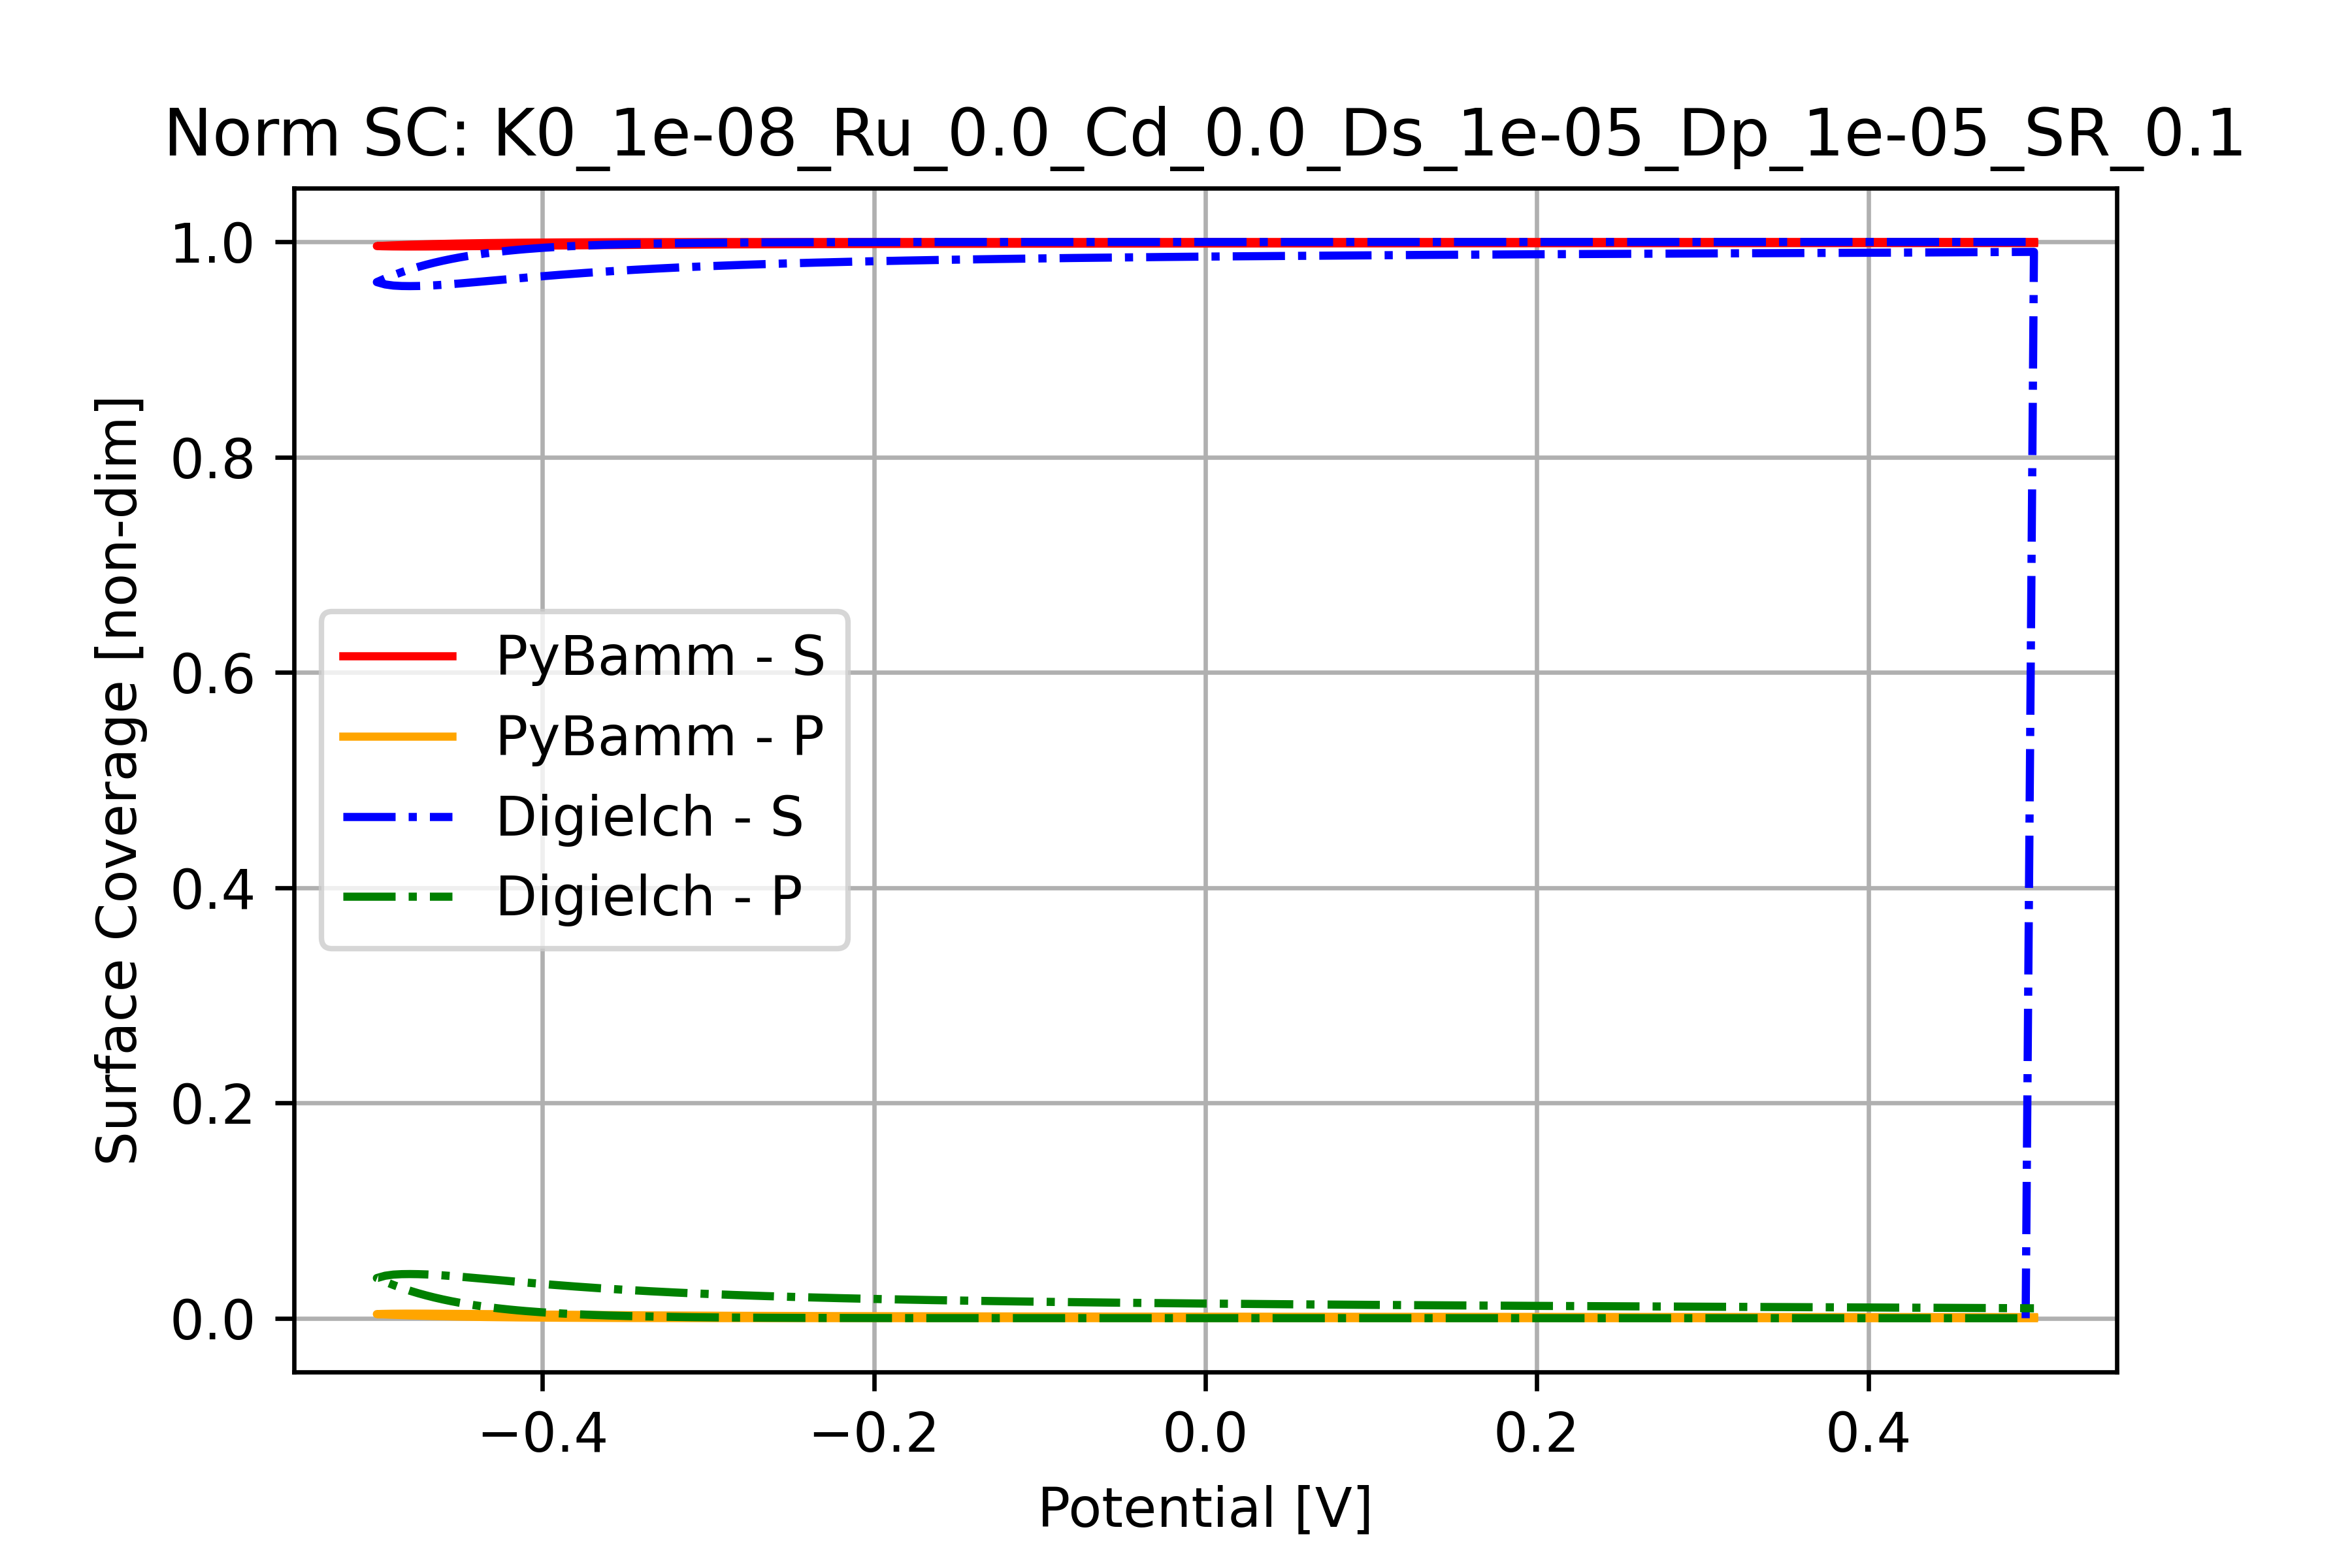 Norm SC: K0_1e-08_Ru_0.0_Cd_0.0_Ds_1e-05_Dp_1e-05_SR_0.1
Surface Coverage [non-dim]
1.0
0.8
0.6
0.4
0.2
0.0
PyBamm - S
PyBamm - P
Digielch - S
Digielch - P
−0.4 −0.2 0.0 0.2 0.4
Potential [V]